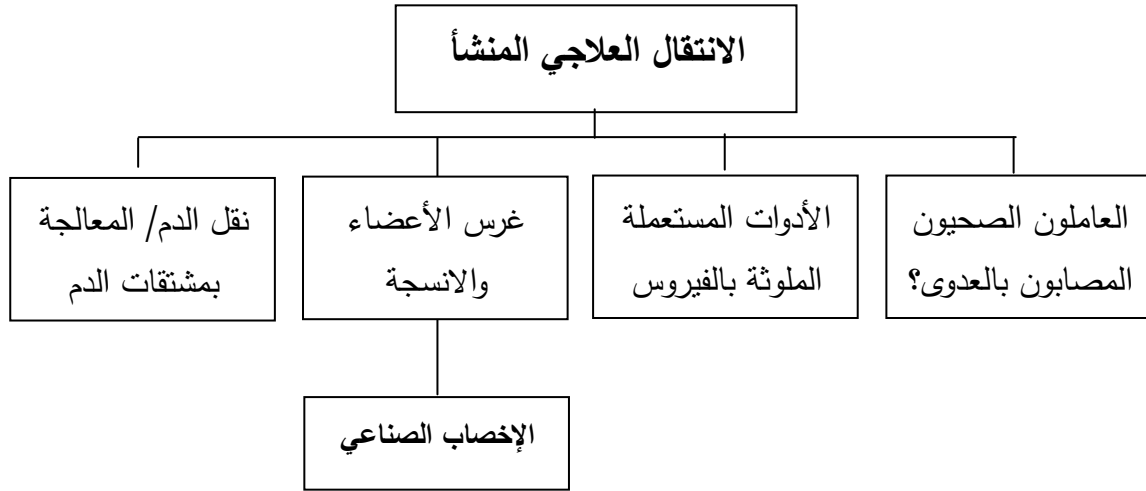 الانتقال العلاجي المنشأ
العاملون الصحيون
المصابون بالعدوى؟
الأدوات المستعملة
الملوثة بالفيروس
غرس الأعضاء
والانسجة
نقل الدم/ المعالجة
بمشتقات الدم
الإخصاب الصناعي